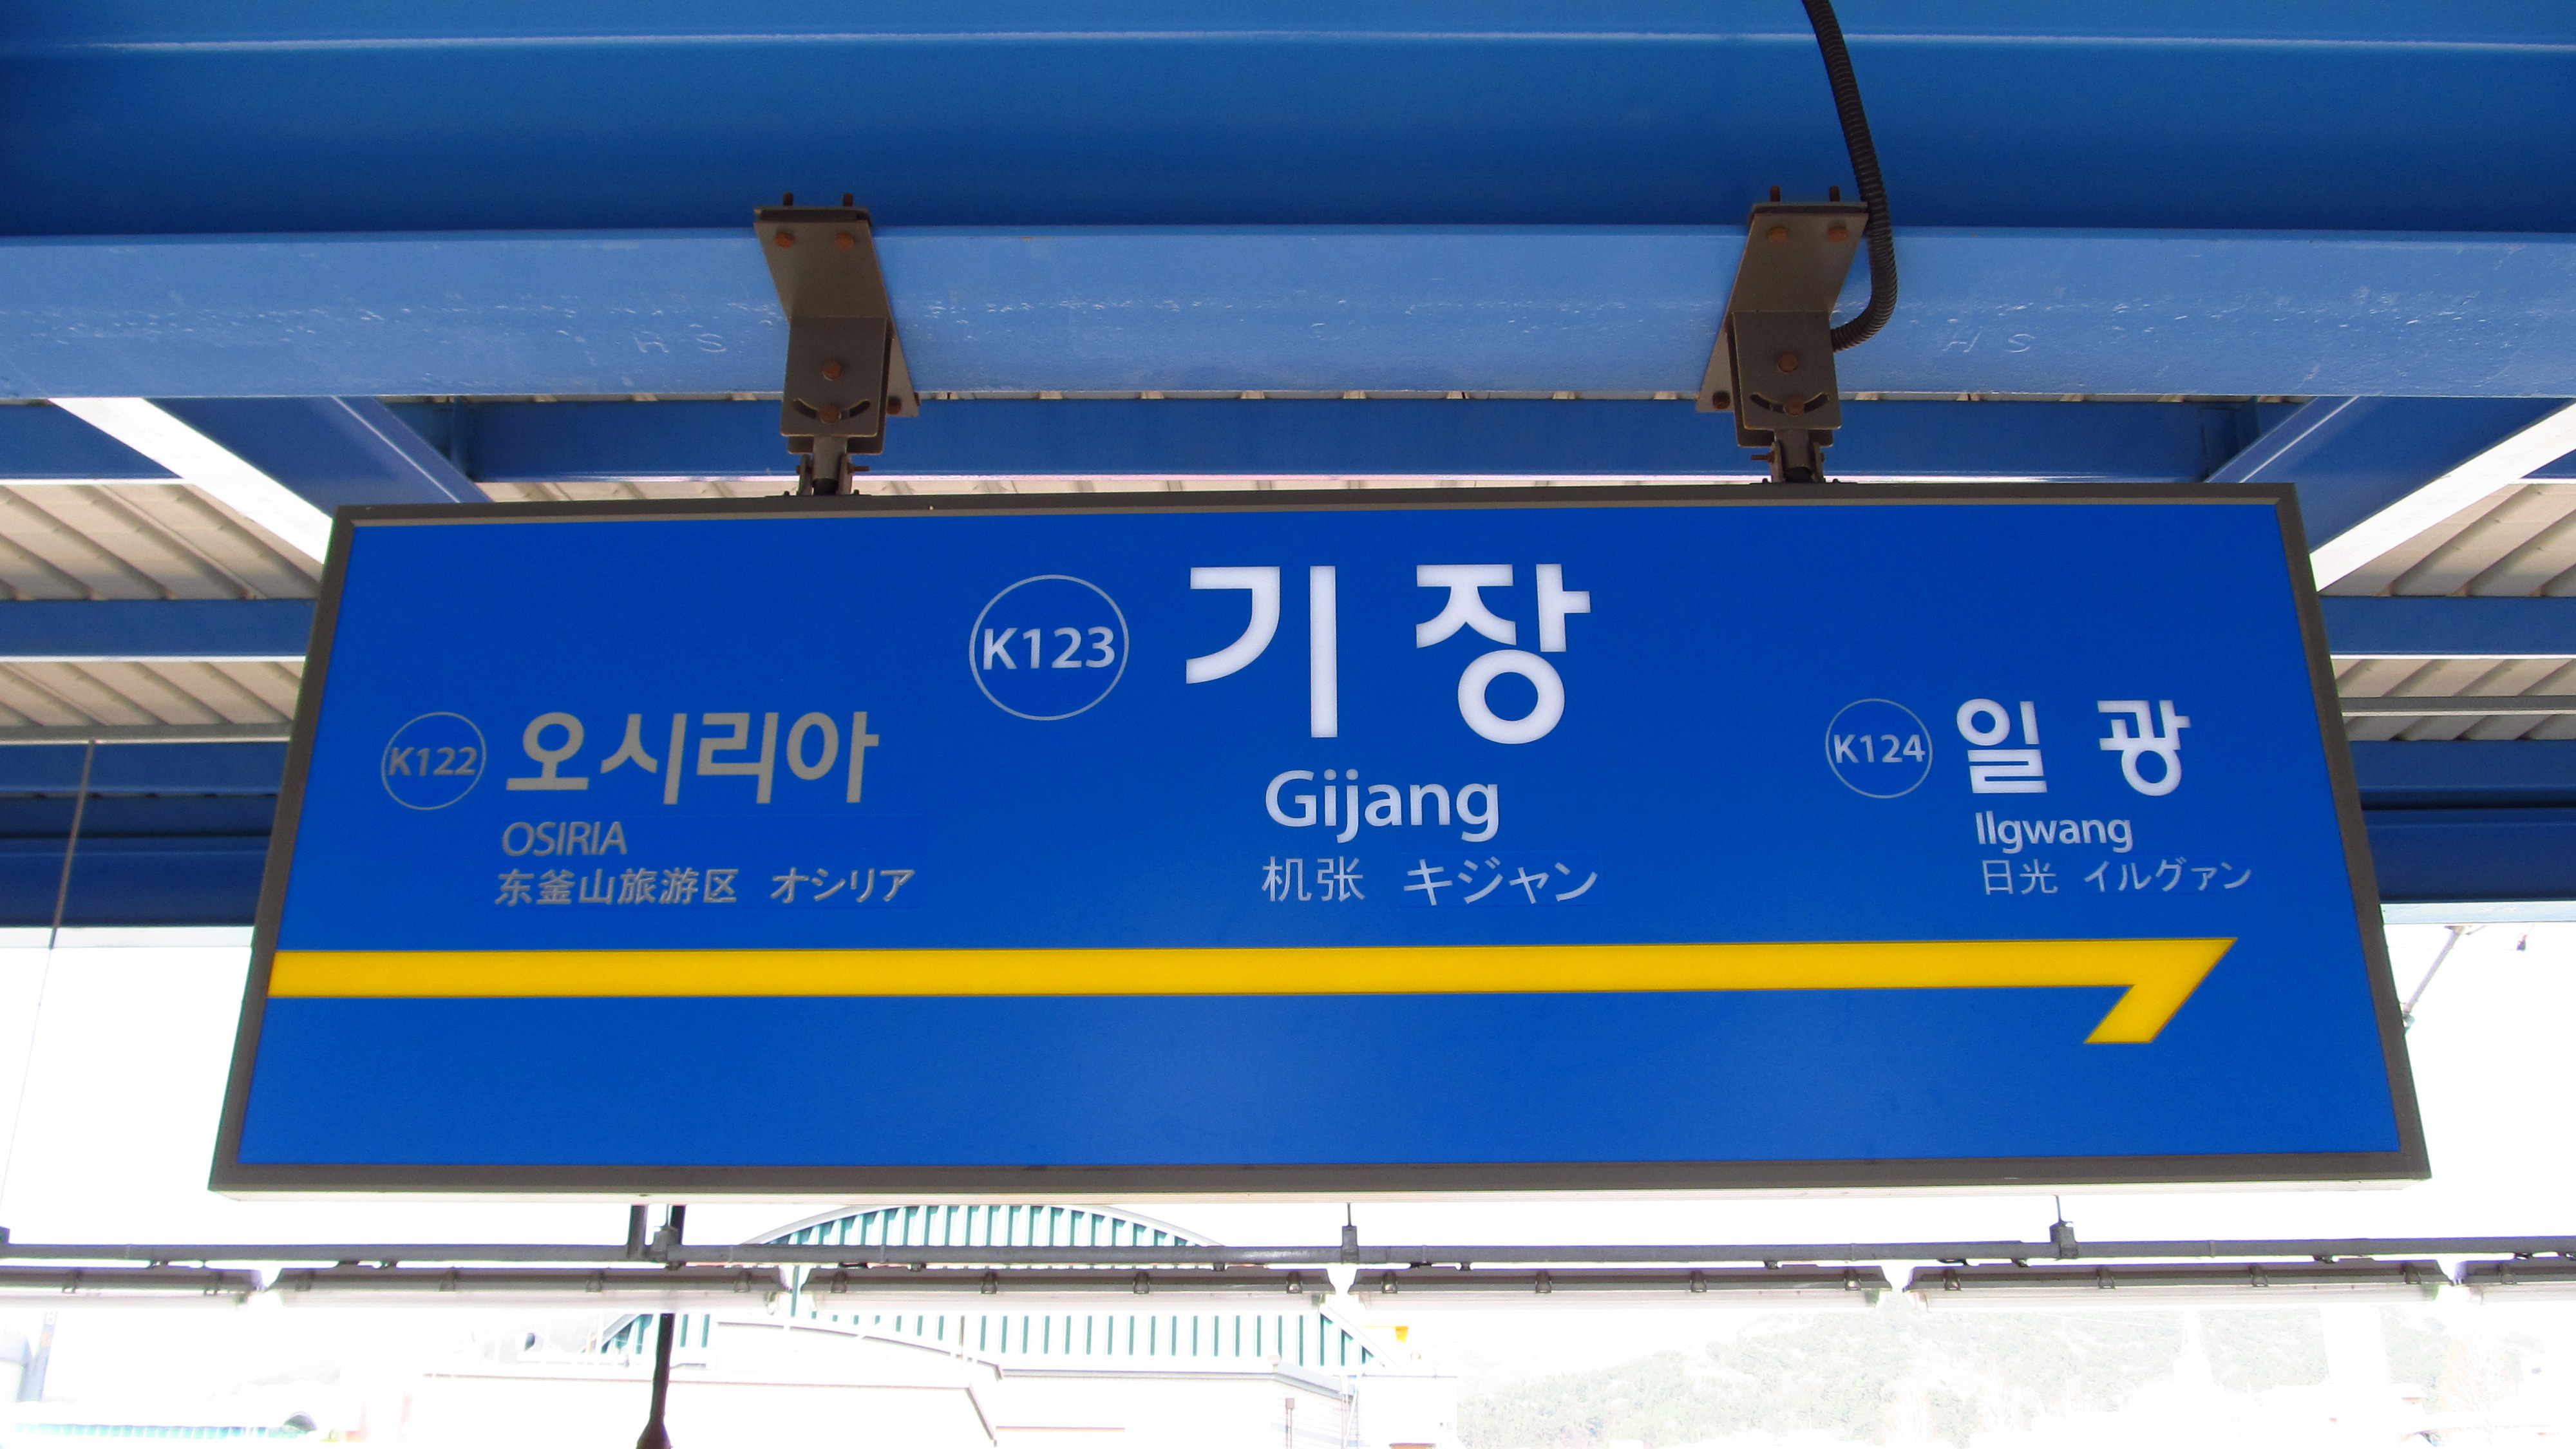 K123 기장
Gijang
机张 キジャン
K122 오시리아
OSIRIA
东釜山旅游区 オシリア
K124 일광
Ilgwang
日光 イルグァン
H S
H S